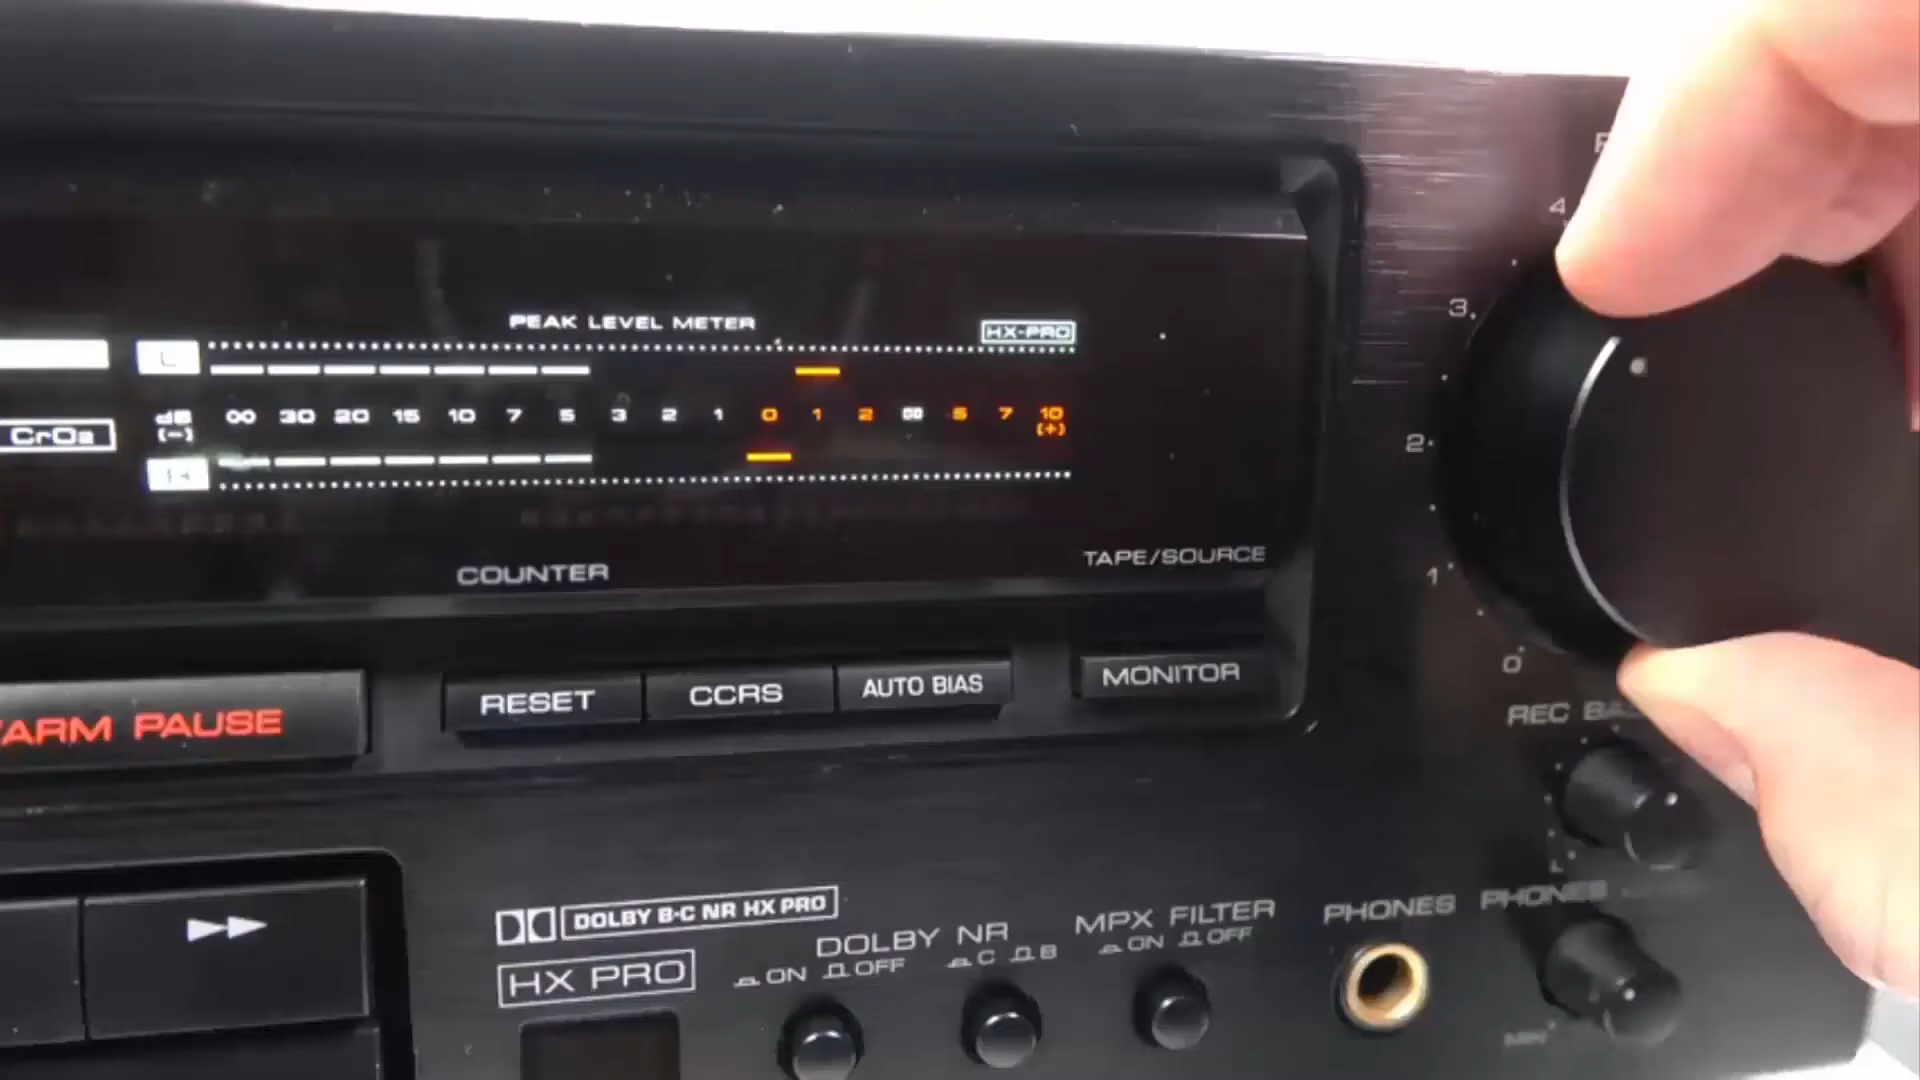 PEAK LEVEL METER
HX-PRO
L
dB 00 30 20 15 10 7 5 3 2 1 0 1 2 5 7 10
(-) (+)
CrO2
R
4
3
2
1
0
COUNTER
TAPE/SOURCE
RESET CCRS AUTO BIAS MONITOR
PAUSE
REC
DOLBY B·C NR HX PRO
HX PRO
DOLBY NR
ON OFF C B
MPX FILTER
ON OFF
PHONES PHONES
L
MIN